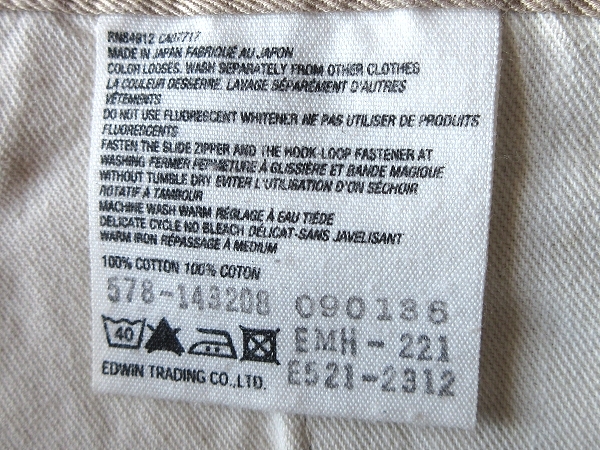 RN84912 CA07717
MADE IN JAPAN FABRIQUÉ AU JAPON
COLOR LOOSES. WASH SEPARATELY FROM OTHER CLOTHES
LA COULEUR DESSERNE. LAVAGE SÉPARÉMENT D'AUTRES
VÊTEMENTS
DO NOT USE FLUORESCENT WHITENER NE PAS UTILISER DE PRODUITS
FLUORESCENTS
FASTEN THE SLIDE ZIPPER AND THE HOOK-LOOP FASTENER AT
WASHING FERMER FERMETURE À GLISSIÈRE ET BANDE MAGIQUE
WITHOUT TUMBLE DRY EVITER L'UTILISATION D'ON SÉCHOIR
ROTATIF À TAMBOUR
MACHINE WASH WARM RÉGLAGE À EAU TIÈDE
DELICATE CYCLE NO BLEACH DÉLICAT-SANS JAVELISANT
WARM IRON RÉPASSAGE À MEDIUM
100% COTTON 100% COTON
578-143208 090136
40 EMH-221
EDWIN TRADING CO.,LTD. E521-2312